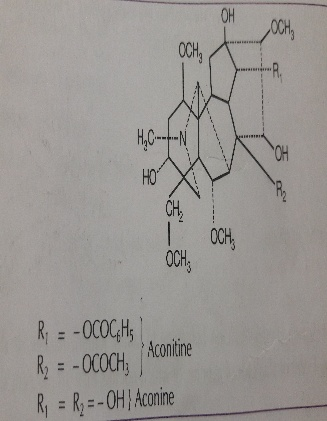 OH
OCH₃
OCH₃
R₁
H₃C
N
OH
HO
R₂
CH₂
OCH₃
OCH₃
R₁ = -OCOC₆H₅
R₂ = -OCOCH₃
} Aconitine
R₁ = R₂ = -OH } Aconine